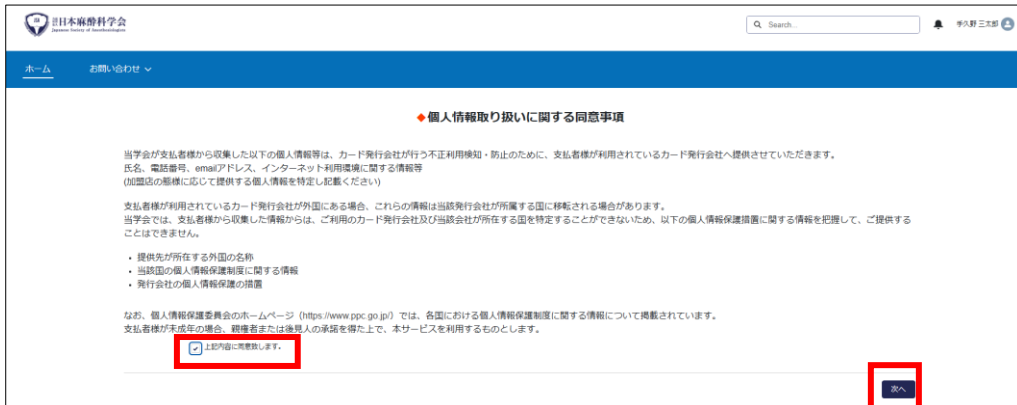 日本麻酔科学会
Japanese Society of Anesthesiologists
Search...
手久野 三太郎
ホーム
お問い合わせ
◆個人情報取り扱いに関する同意事項
当学会が支払者様から収集した以下の個人情報等は、カード発行会社が行う不正利用検知・防止のために、支払者様が利用されているカード発行会社へ提供させていただきます。
氏名、電話番号、emailアドレス、インターネット利用環境に関する情報等
(加盟店の態様に応じて提供する個人情報を特定し記載ください)
支払者様が利用されているカード発行会社が外国にある場合、これらの情報は当該発行会社が所属する国に移転される場合があります。
当学会では、支払者様から収集した情報からは、ご利用のカード発行会社及び当該会社が所在する国を特定することができないため、以下の個人情報保護措置に関する情報を把握して、ご提供する
ことはできません。
・ 提供先が所在する外国の名称
・ 当該国の個人情報保護制度に関する情報
・ 発行会社の個人情報保護の措置
なお、個人情報保護委員会のホームページ（https://www.ppc.go.jp/）では、各国における個人情報保護制度に関する情報について掲載されています。
支払者様が未成年の場合、親権者または後見人の承諾を得た上で、本サービスを利用するものとします。
上記内容に同意致します。
次へ